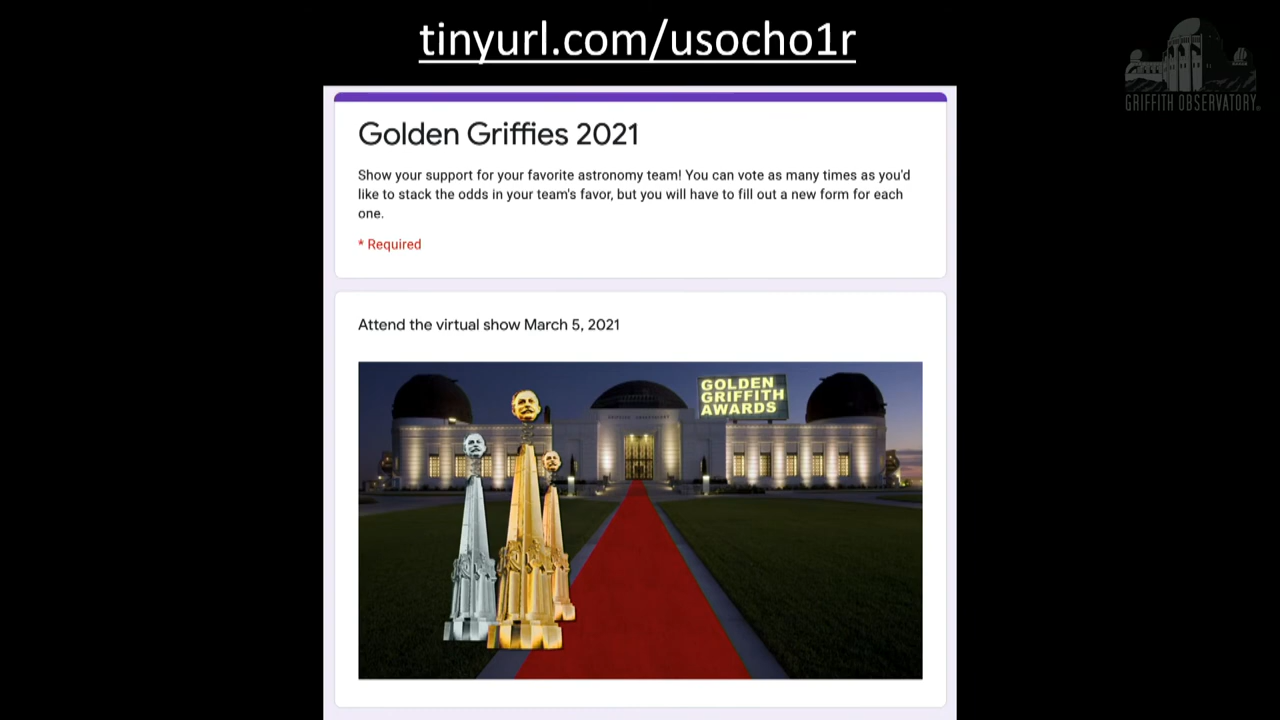 tinyurl.com/usocho1r
GRIFFITH OBSERVATORY
Golden Griffies 2021
Show your support for your favorite astronomy team! You can vote as many times as you'd
like to stack the odds in your team's favor, but you will have to fill out a new form for each
one.
* Required
Attend the virtual show March 5, 2021
GOLDEN
GRIFFITH
AWARDS